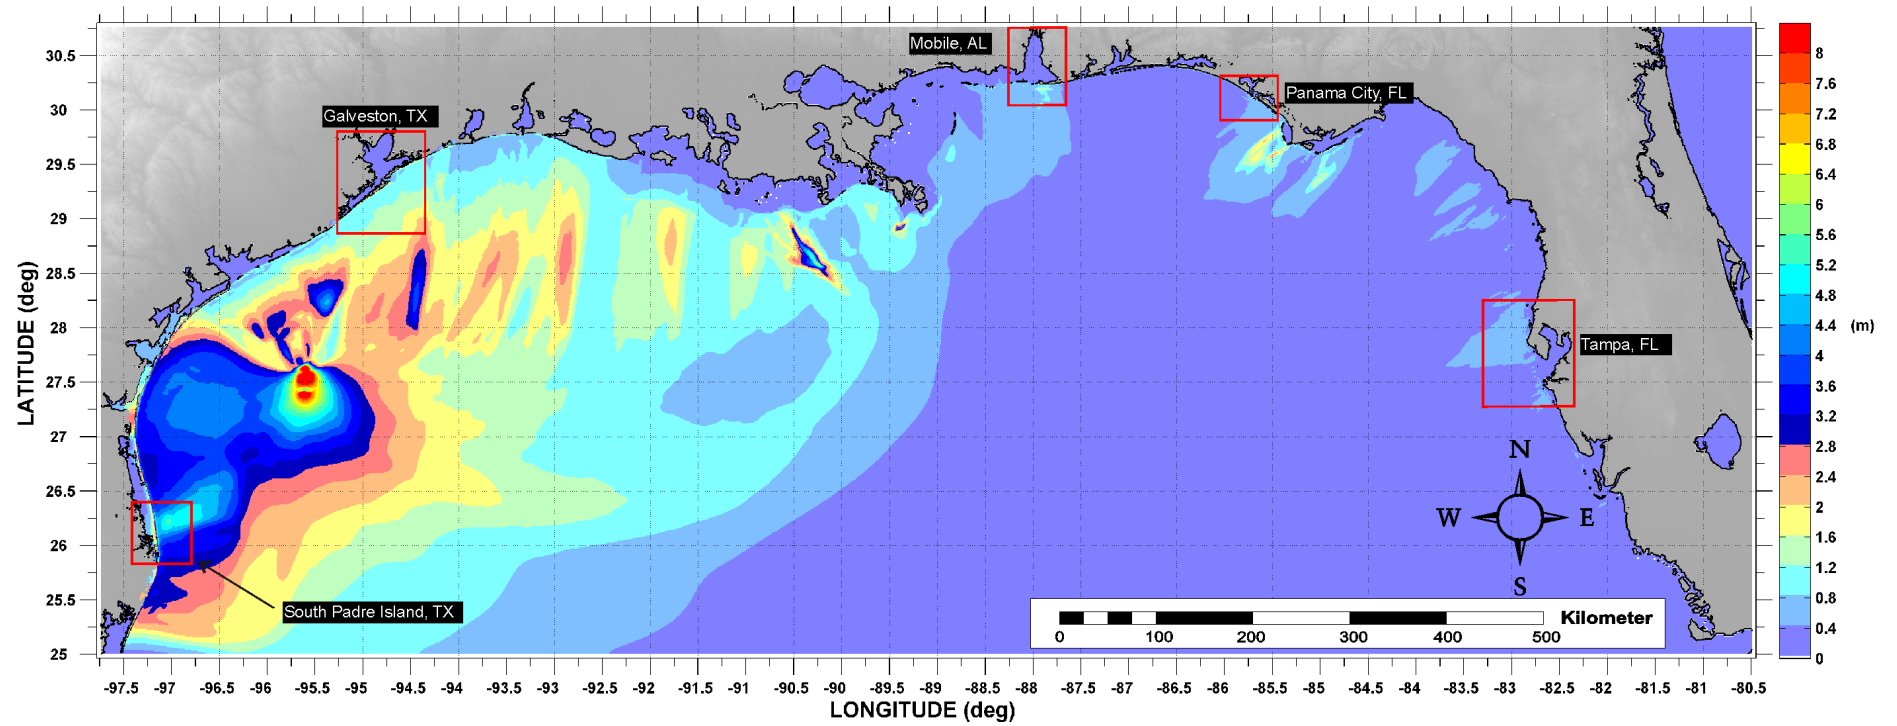 Mobile, AL
Panama City, FL
Galveston, TX
Tampa, FL
South Padre Island, TX
N
W E
S
Kilometer
0 100 200 300 400 500
LATITUDE (deg)
30.5
30
29.5
29
28.5
28
27.5
27
26.5
26
25.5
25
-97.5 -97 -96.5 -96 -95.5 -95 -94.5 -94 -93.5 -93 -92.5 -92 -91.5 -91 -90.5 -90 -89.5 -89 -88.5 -88 -87.5 -87 -86.5 -86 -85.5 -85 -84.5 -84 -83.5 -83 -82.5 -82 -81.5 -81 -80.5
LONGITUDE (deg)
8
7.6
7.2
6.8
6.4
6
5.6
5.2
4.8
4.4
4
3.6
3.2
2.8
2.4
2
1.6
1.2
0.8
0.4
0
(m)